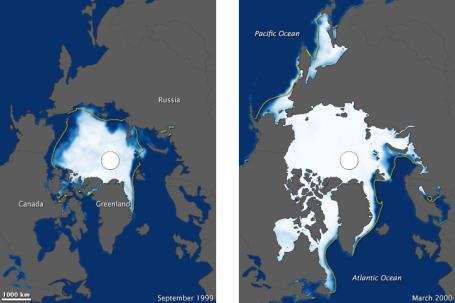 Russia
Canada
Greenland
1000 km
September 1999
Pacific Ocean
Atlantic Ocean
March 2000